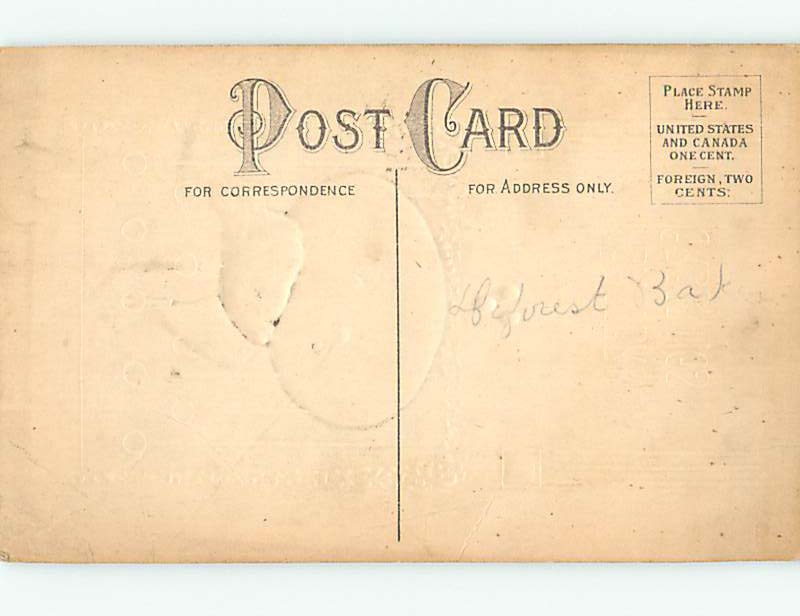 POST CARD
FOR CORRESPONDENCE
FOR ADDRESS ONLY.
PLACE STAMP
HERE.
UNITED STATES
AND CANADA
ONE CENT.
FOREIGN, TWO
CENTS.